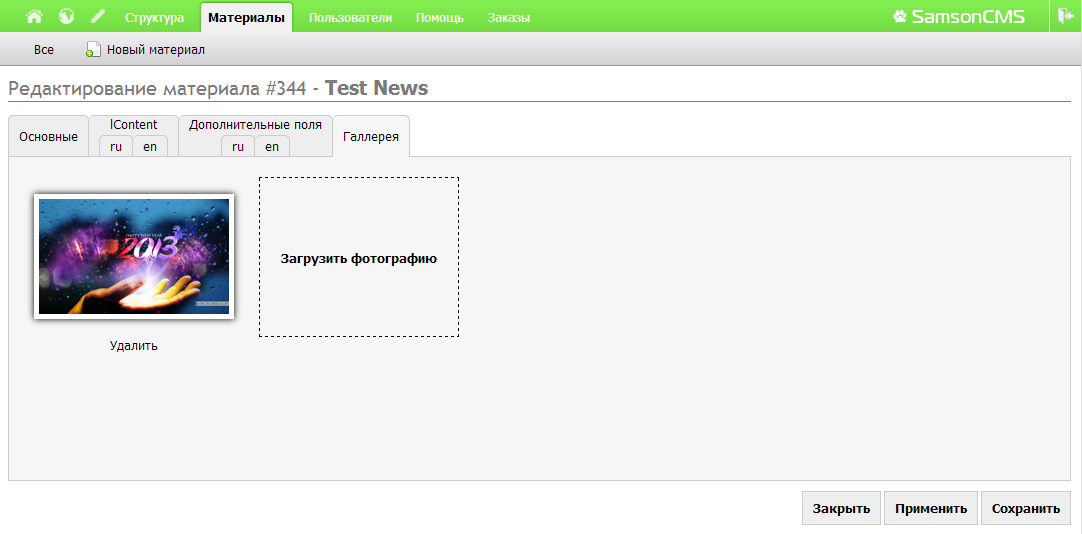 Структура Материалы Пользователи Помощь Заказы SamsonCMS
Все Новый материал
Редактирование материала #344 - Test News
Основные lContent ru en Дополнительные поля ru en Галлерея
HAPPY NEW YEAR
2013
Загрузить фотографию
Удалить
Закрыть Применить Сохранить